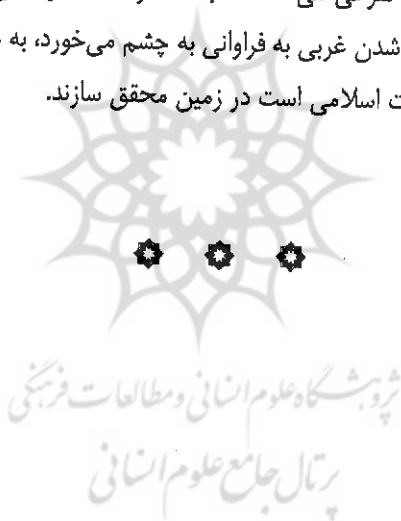 شدن غربی به فراوانی به چشم می‌خورد، به
ت اسلامی است در زمین محقق سازند.
پژوهشگاه علوم انسانی و مطالعات فرهنگی
پرتال جامع علوم انسانی